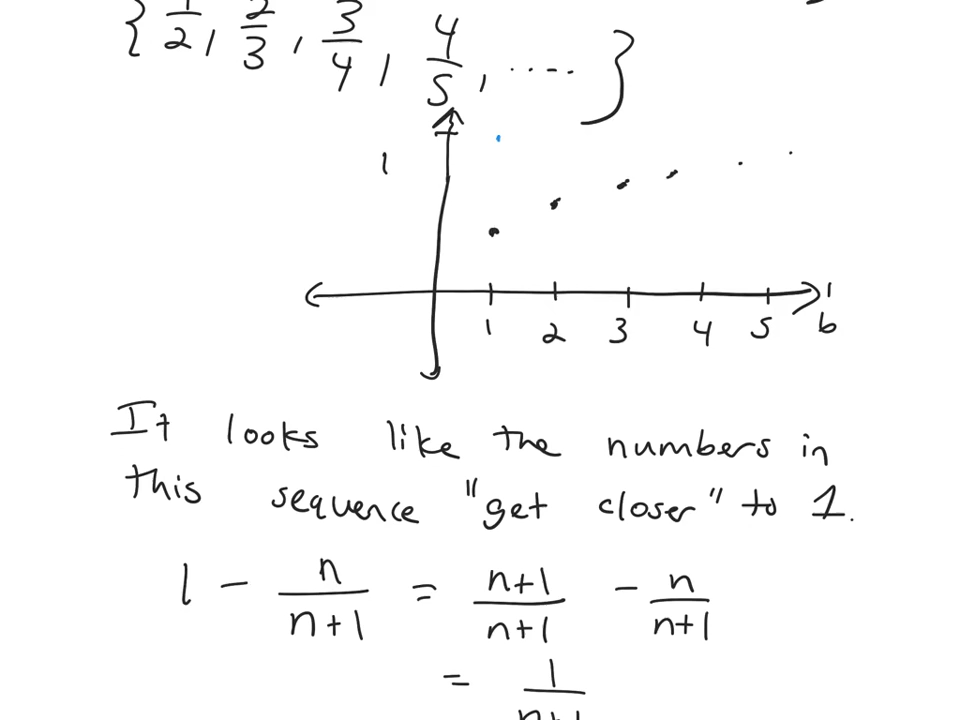 { 1/2, 2/3, 3/4, 4/5, ..... }
1
1 2 3 4 5 6
It looks like the numbers in
this sequence "get closer" to 1.
1 - n/(n+1) = (n+1)/(n+1) - n/(n+1)
= 1/(n+1)